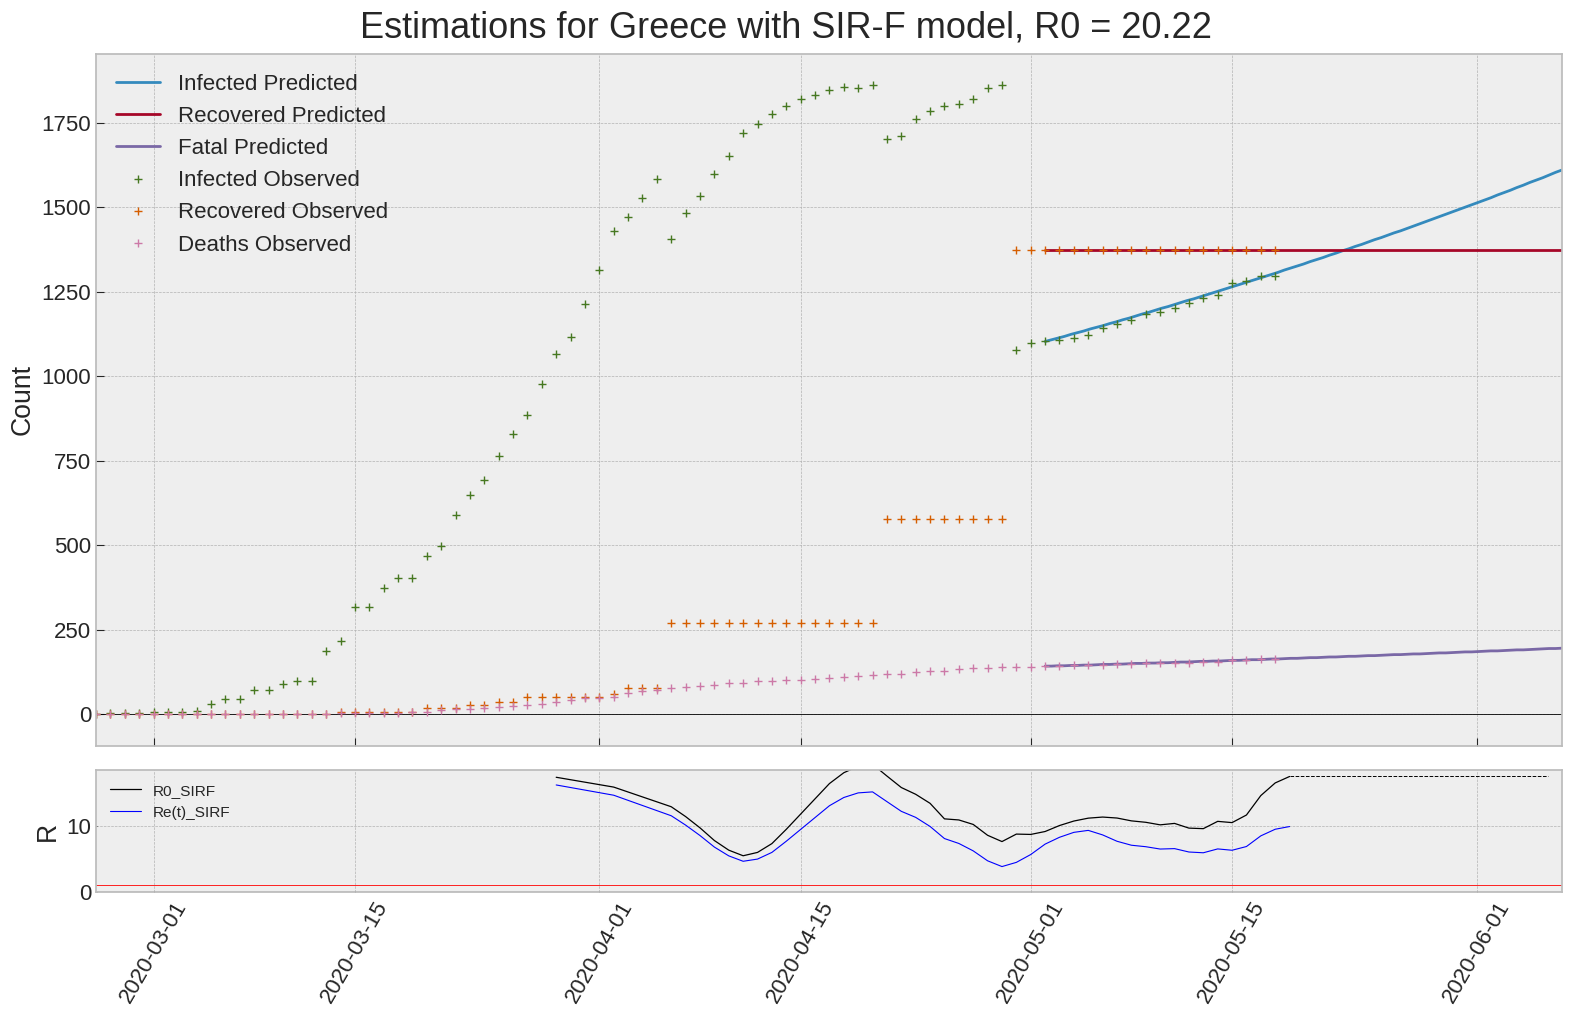 Estimations for Greece with SIR-F model, R0 = 20.22
Infected Predicted
Recovered Predicted
Fatal Predicted
Infected Observed
Recovered Observed
Deaths Observed
Count
1750
1500
1250
1000
750
500
250
0
R0_SIRF
Re(t)_SIRF
R
10
0
2020-03-01
2020-03-15
2020-04-01
2020-04-15
2020-05-01
2020-05-15
2020-06-01